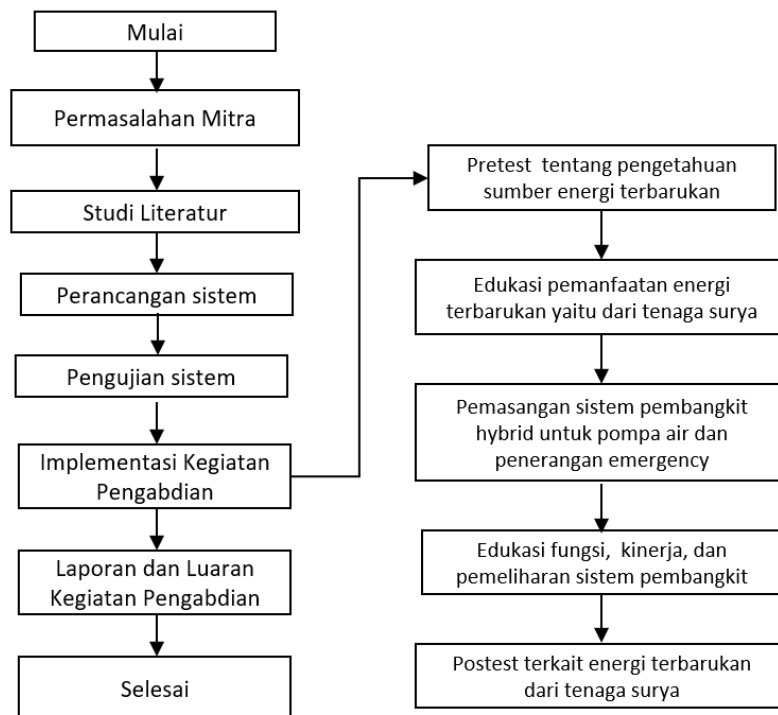 Mulai
Permasalahan Mitra
Studi Literatur
Perancangan sistem
Pengujian sistem
Implementasi Kegiatan
Pengabdian
Laporan dan Luaran
Kegiatan Pengabdian
Selesai
Pretest tentang pengetahuan
sumber energi terbarukan
Edukasi pemanfaatan energi
terbarukan yaitu dari tenaga surya
Pemasangan sistem pembangkit
hybrid untuk pompa air dan
penerangan emergency
Edukasi fungsi, kinerja, dan
pemeliharan sistem pembangkit
Postest terkait energi terbarukan
dari tenaga surya